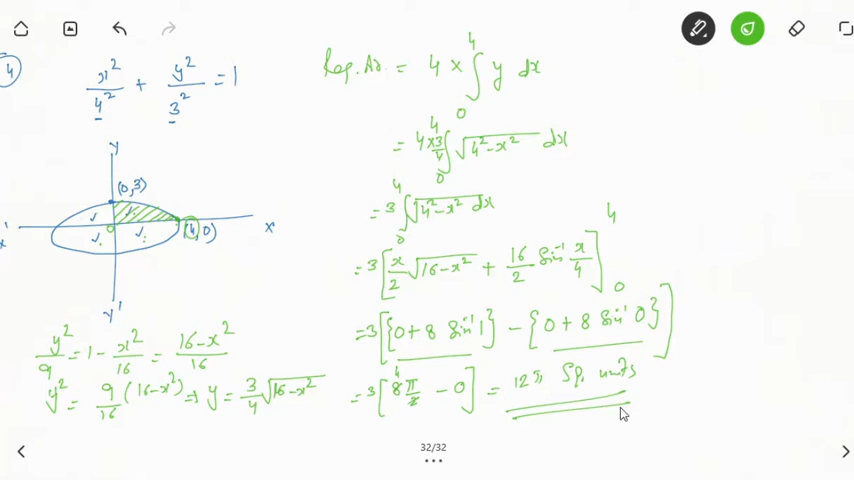 4
x²/4² + y²/3² = 1
Y
(0,3)
0
(4,0)
X'
X
Y'
y²/9 = 1 - x²/16 = (16-x²)/16
y² = 9/16 (16-x²) ⇒ y = 3/4 √(16-x²)
Req. Ar. = 4 × ∫₀⁴ y dx
= 4 × 3/4 ∫₀⁴ √(4²-x²) dx
= 3 ∫₀⁴ √(4²-x²) dx
= 3 [ x/2 √(16-x²) + 16/2 Sin⁻¹ x/4 ]₀⁴
= 3 [ {0 + 8 Sin⁻¹ 1} - {0 + 8 Sin⁻¹ 0} ]
= 3 [ 8 4 π/2 - 0 ] = 12π Sq. units
32/32